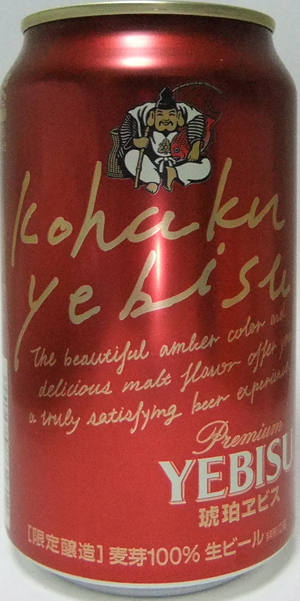 Kohaku
Yebisu
The beautiful amber color and
delicious malt flavor offer you
a truly satisfying beer experience
Premium
YEBISU
琥珀ヱビス
[限定醸造]麦芽100% 生ビール